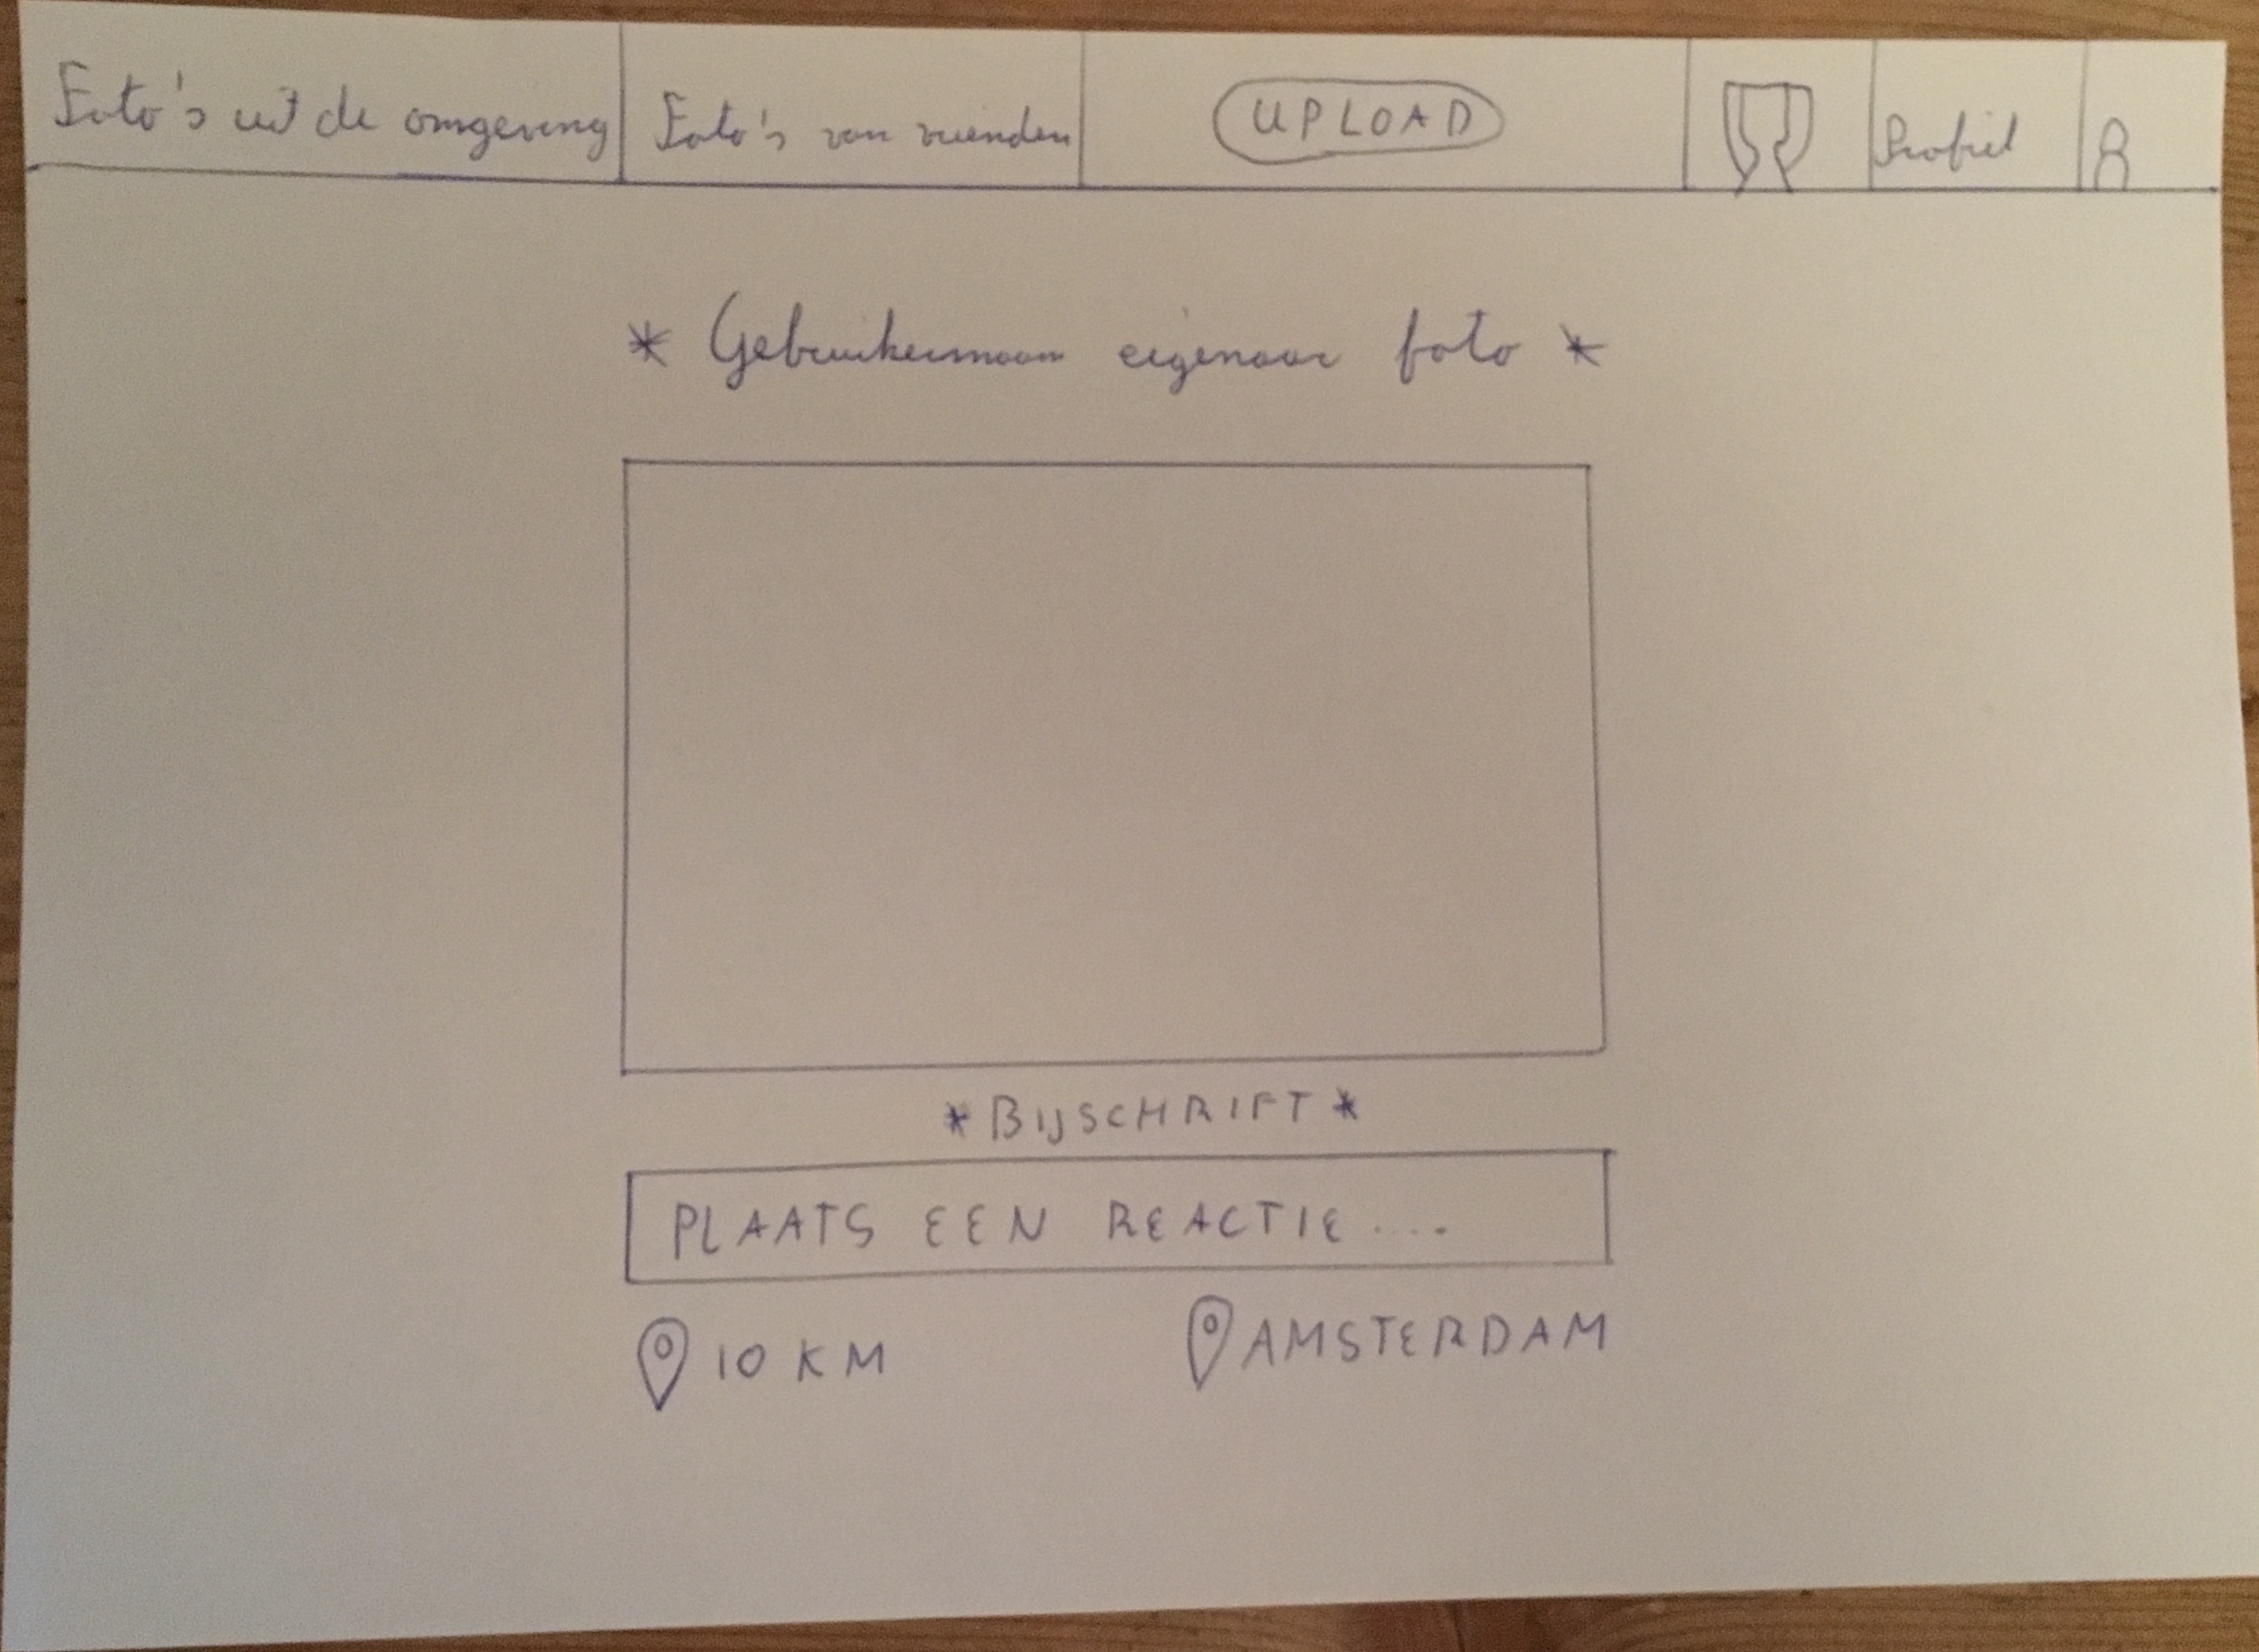 Foto's uit de omgeving
Foto's van vrienden
UPLOAD
Profiel
* Gebruikersnaam eigenaar foto *
*BIJSCHRIFT*
PLAATS EEN REACTIE....
10 KM
AMSTERDAM